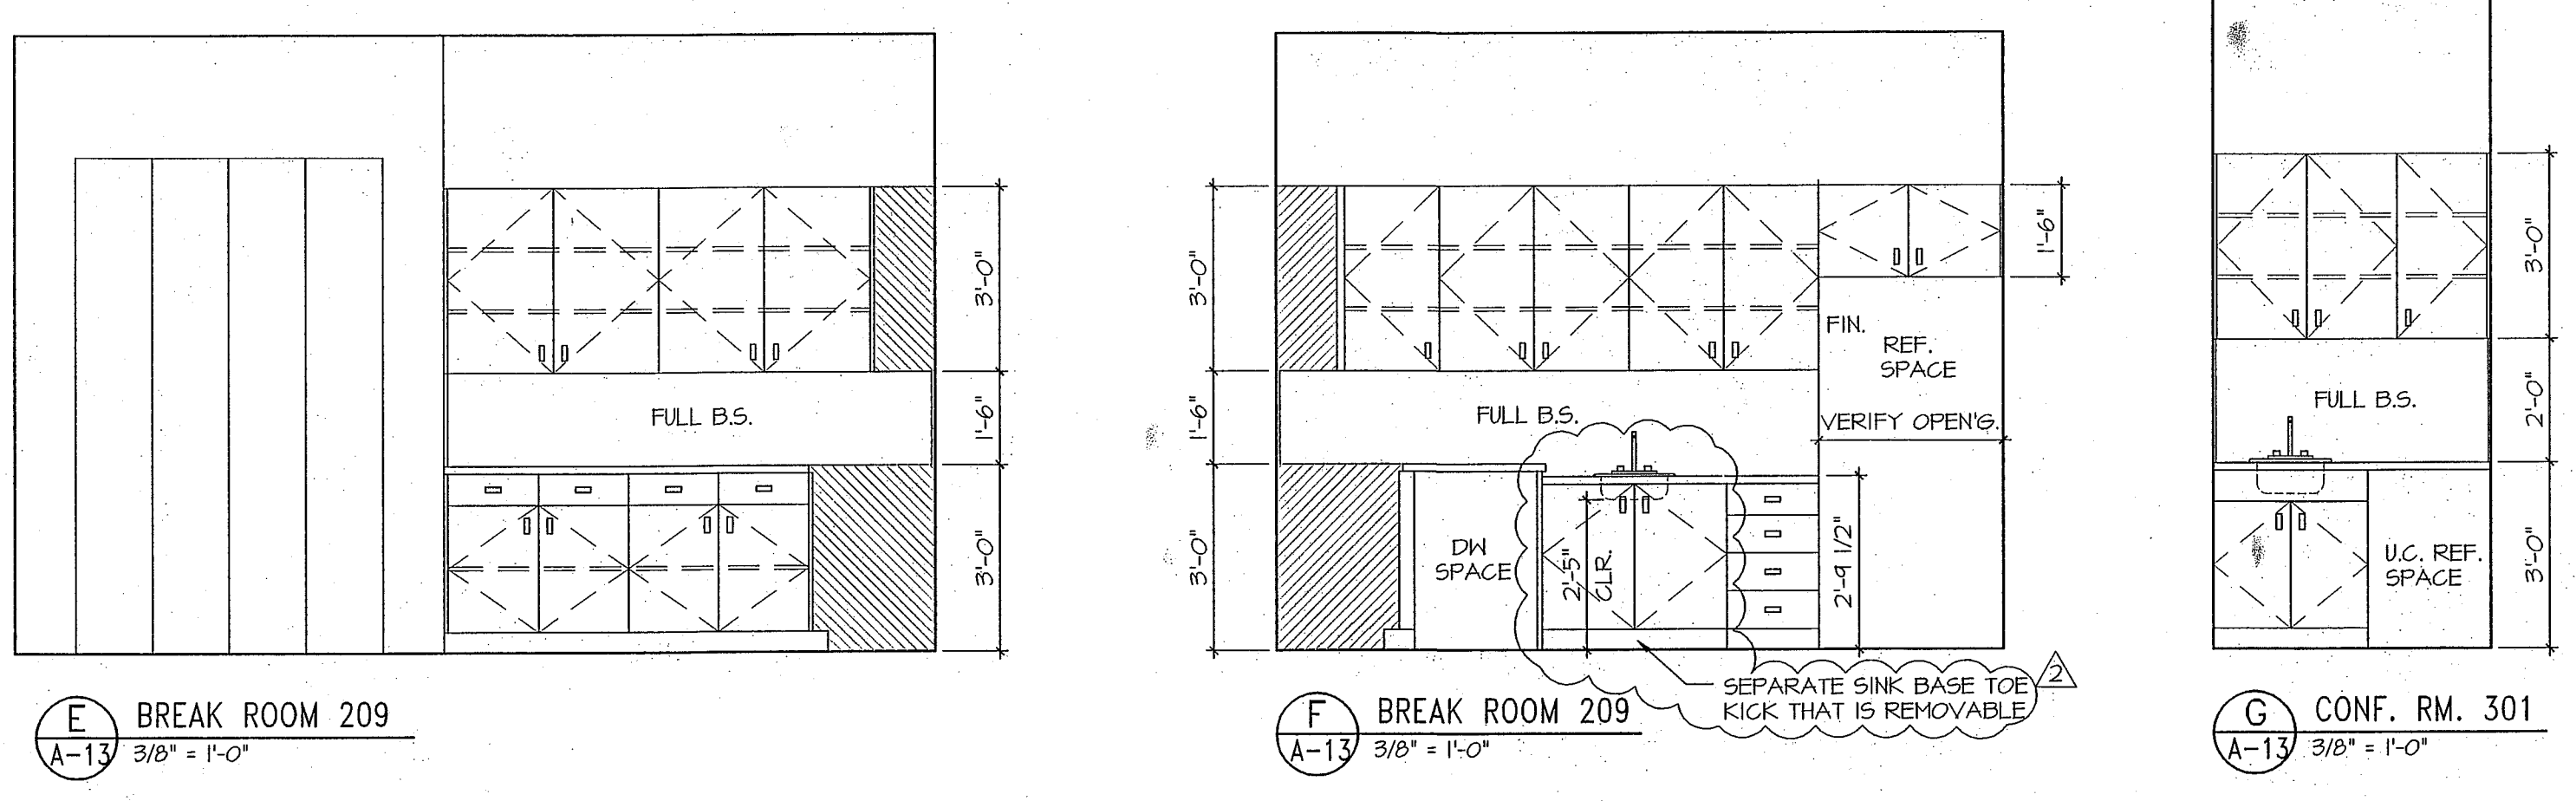 3'-0"
FULL B.S.
1'-6"
3'-0"
E
A-13
BREAK ROOM 209
3/8" = 1'-0"
3'-0"
1'-6"
3'-0"
1'-6"
FIN.
REF.
SPACE
FULL B.S.
VERIFY OPEN'G.
DW
SPACE
2'-5"
CLR.
2'-9 1/2"
SEPARATE SINK BASE TOE
KICK THAT IS REMOVABLE
2
F
A-13
BREAK ROOM 209
3/8" = 1'-0"
3'-0"
FULL B.S.
2'-0"
U.C. REF.
SPACE
3'-0"
G
A-13
CONF. RM. 301
3/8" = 1'-0"